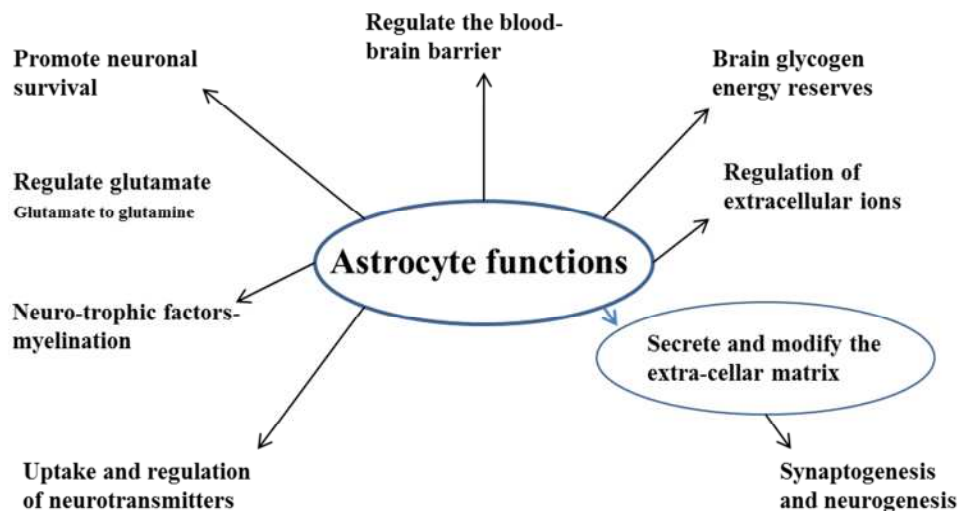 Regulate the blood-
brain barrier
Promote neuronal
survival
Brain glycogen
energy reserves
Regulate glutamate
Glutamate to glutamine
Regulation of
extracellular ions
Astrocyte functions
Neuro-trophic factors-
myelination
Secrete and modify the
extra-cellar matrix
Uptake and regulation
of neurotransmitters
Synaptogenesis
and neurogenesis